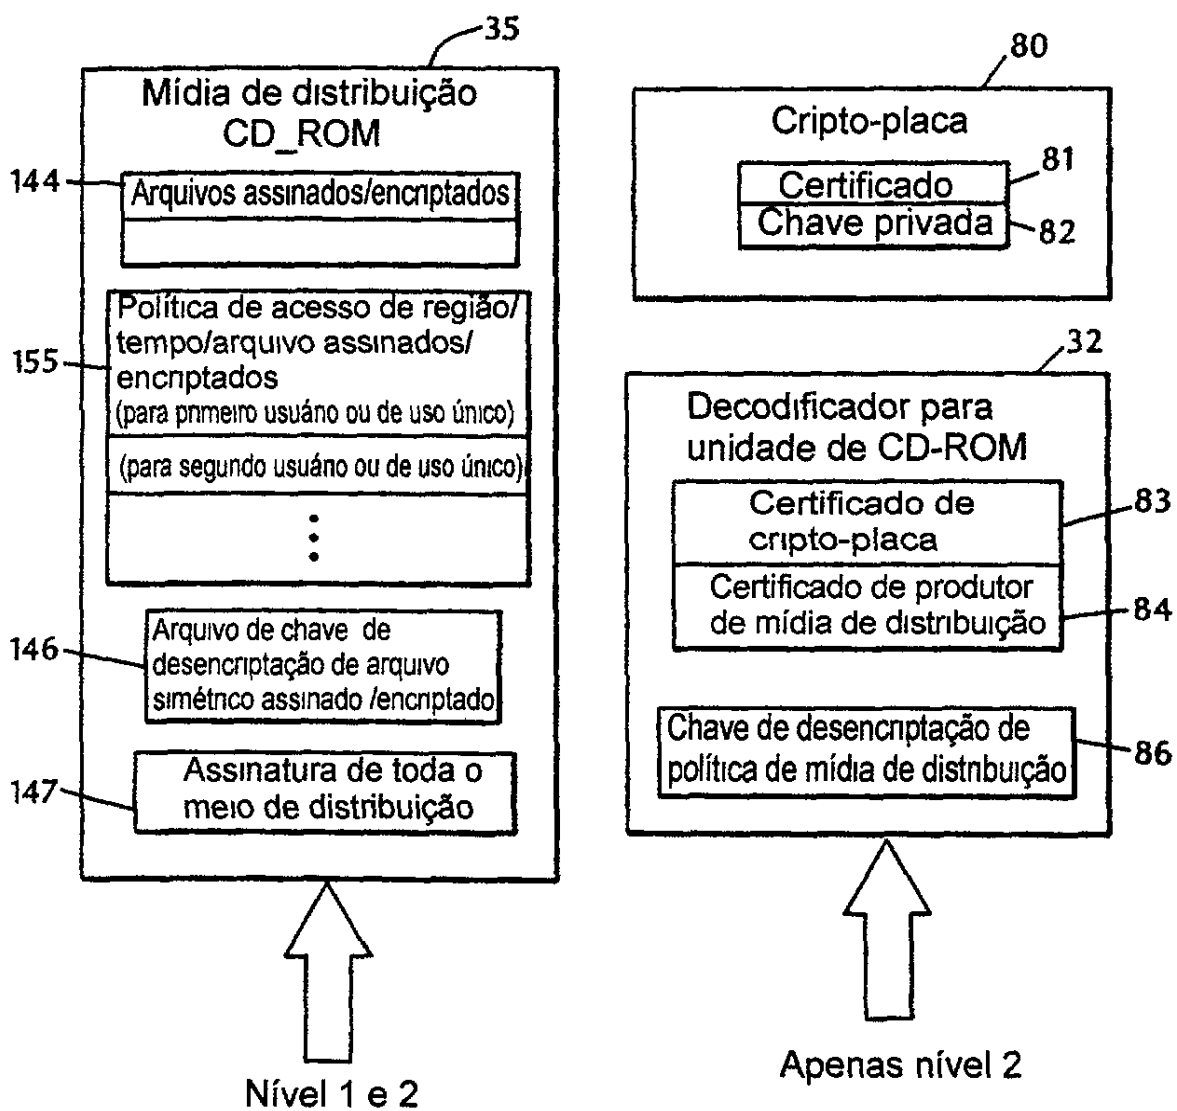 35
Mídia de distribuição
CD_ROM
144
Arquivos assinados/encriptados
Política de acesso de região/
tempo/arquivo assinados/
encriptados
155
(para primeiro usuário ou de uso único)
(para segundo usuário ou de uso único)
146
Arquivo de chave de
desencriptação de arquivo
simétrico assinado /encriptado
147
Assinatura de toda o
meio de distribuição
Nível 1 e 2
80
Cripto-placa
81
Certificado
Chave privada
82
32
Decodificador para
unidade de CD-ROM
Certificado de
cripto-placa
83
Certificado de produtor
de mídia de distribuição
84
Chave de desencriptação de
política de mídia de distribuição
86
Apenas nível 2